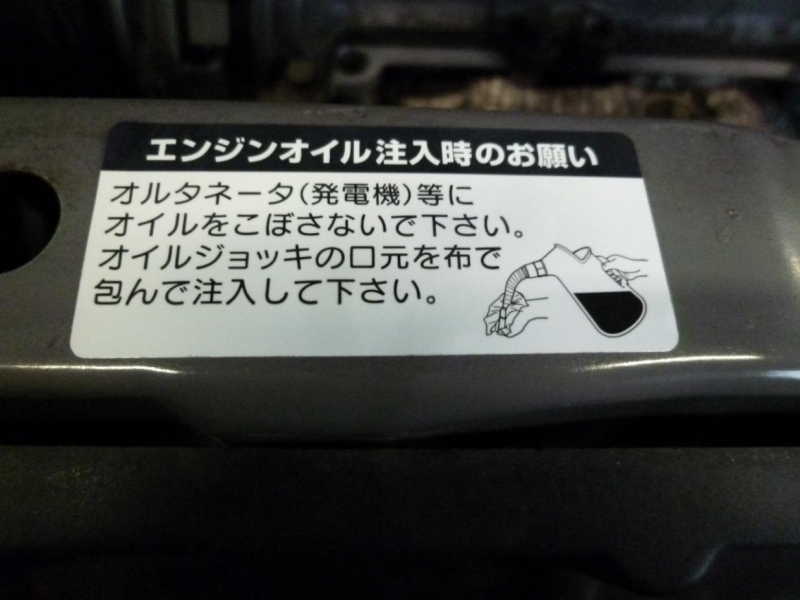 エンジンオイル注入時のお願い
オルタネータ(発電機)等に
オイルをこぼさないで下さい。
オイルジョッキの口元を布で
包んで注入して下さい。